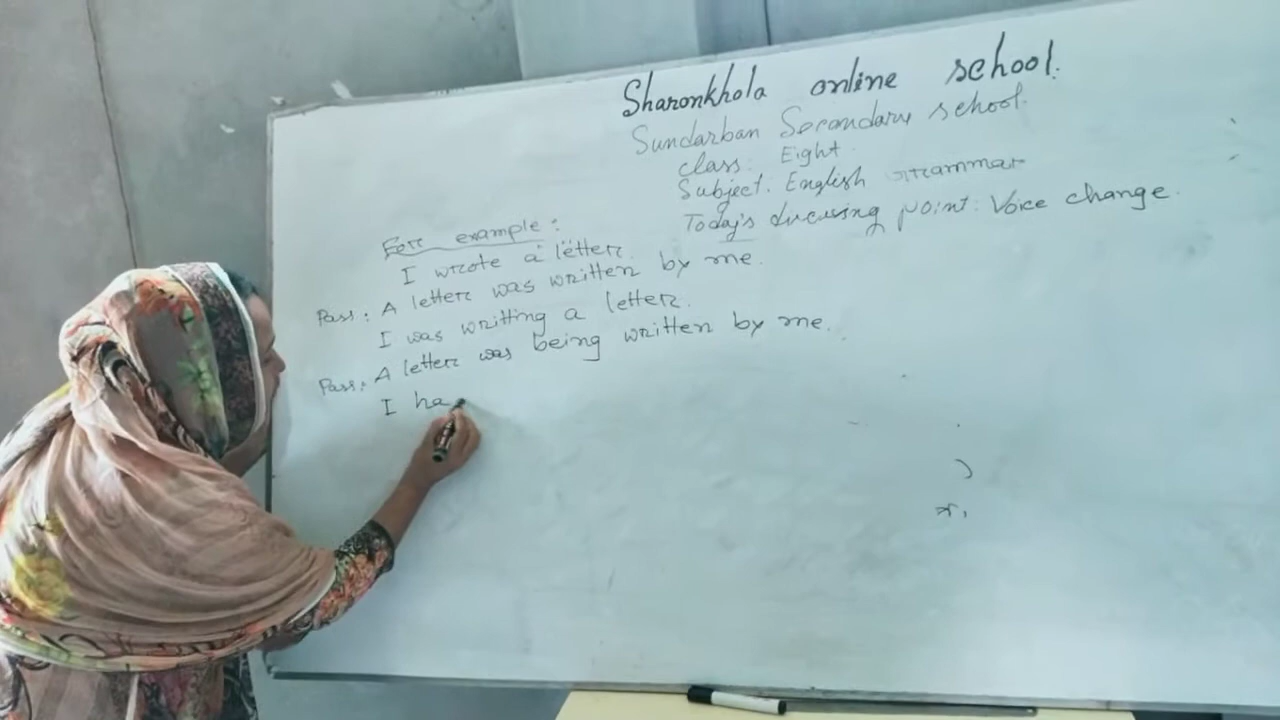 Sharonkhola online school.
Sundarban Secondary school.
class: Eight.
Subject. English Grammar
Today's discusing point: Voice change.
For example:
I wrote a letter.
Pass: A letter was written by me.
I was writting a letter.
Pass: A letter was being written by me.
I ha